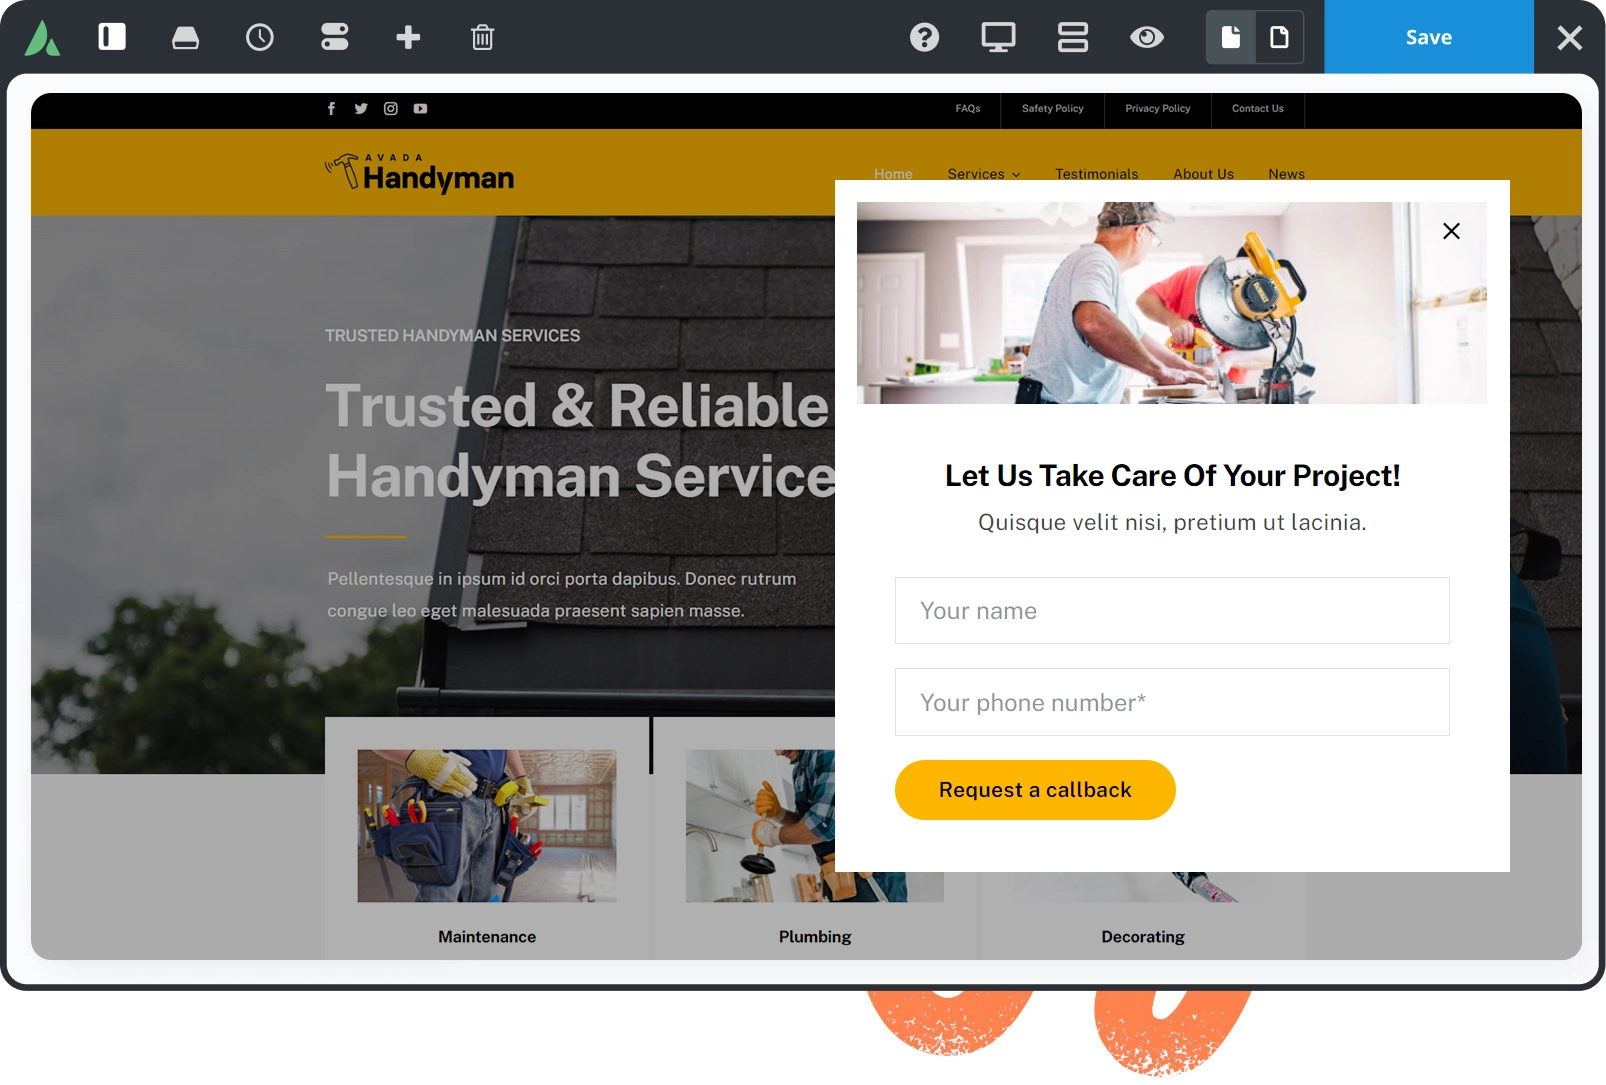 Save
FAQs
Safety Policy
Privacy Policy
Contact Us
AVADA
Handyman
Home
Services
Testimonials
About Us
News
TRUSTED HANDYMAN SERVICES
Trusted & Reliable
Handyman Service
Pellentesque in ipsum id orci porta dapibus. Donec rutrum
congue leo eget malesuada praesent sapien masse.
DEWALT
Let Us Take Care Of Your Project!
Quisque velit nisi, pretium ut lacinia.
Your name
Your phone number*
Request a callback
Maintenance
Plumbing
Decorating